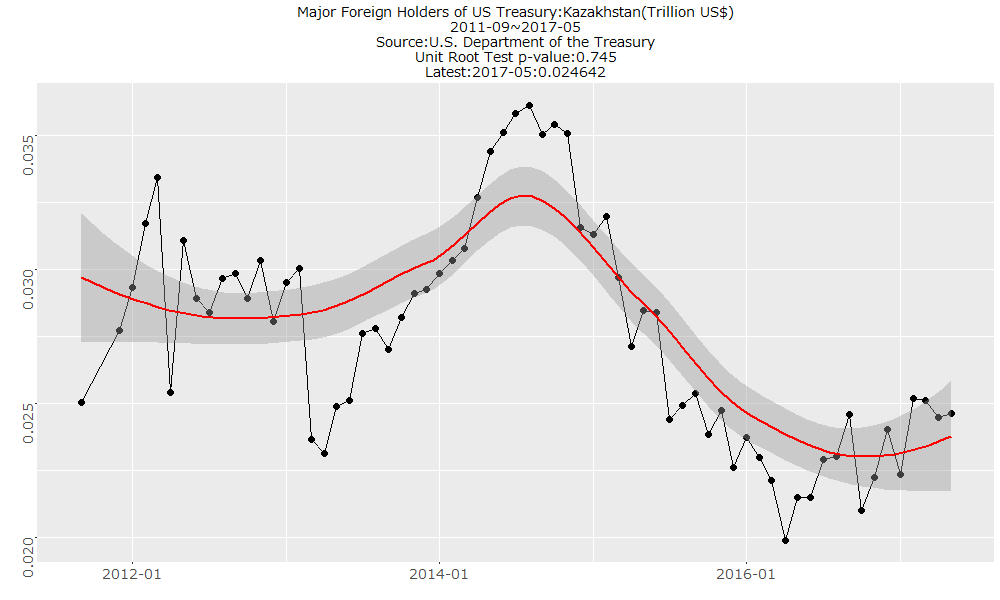 Major Foreign Holders of US Treasury:Kazakhstan(Trillion US$)
2011-09~2017-05
Source:U.S. Department of the Treasury
Unit Root Test p-value:0.745
Latest:2017-05:0.024642
0.035
0.030
0.025
0.020
2012-01
2014-01
2016-01